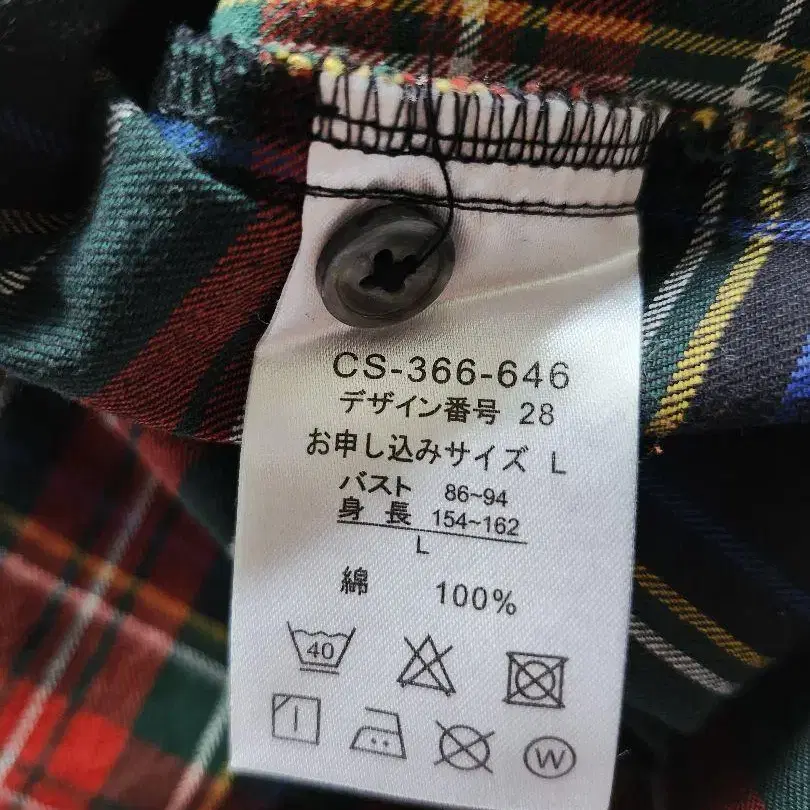 CS-366-646
デザイン番号 28
お申し込みサイズ L
バスト 86~94
身長 154~162
L
綿 100%
40
W